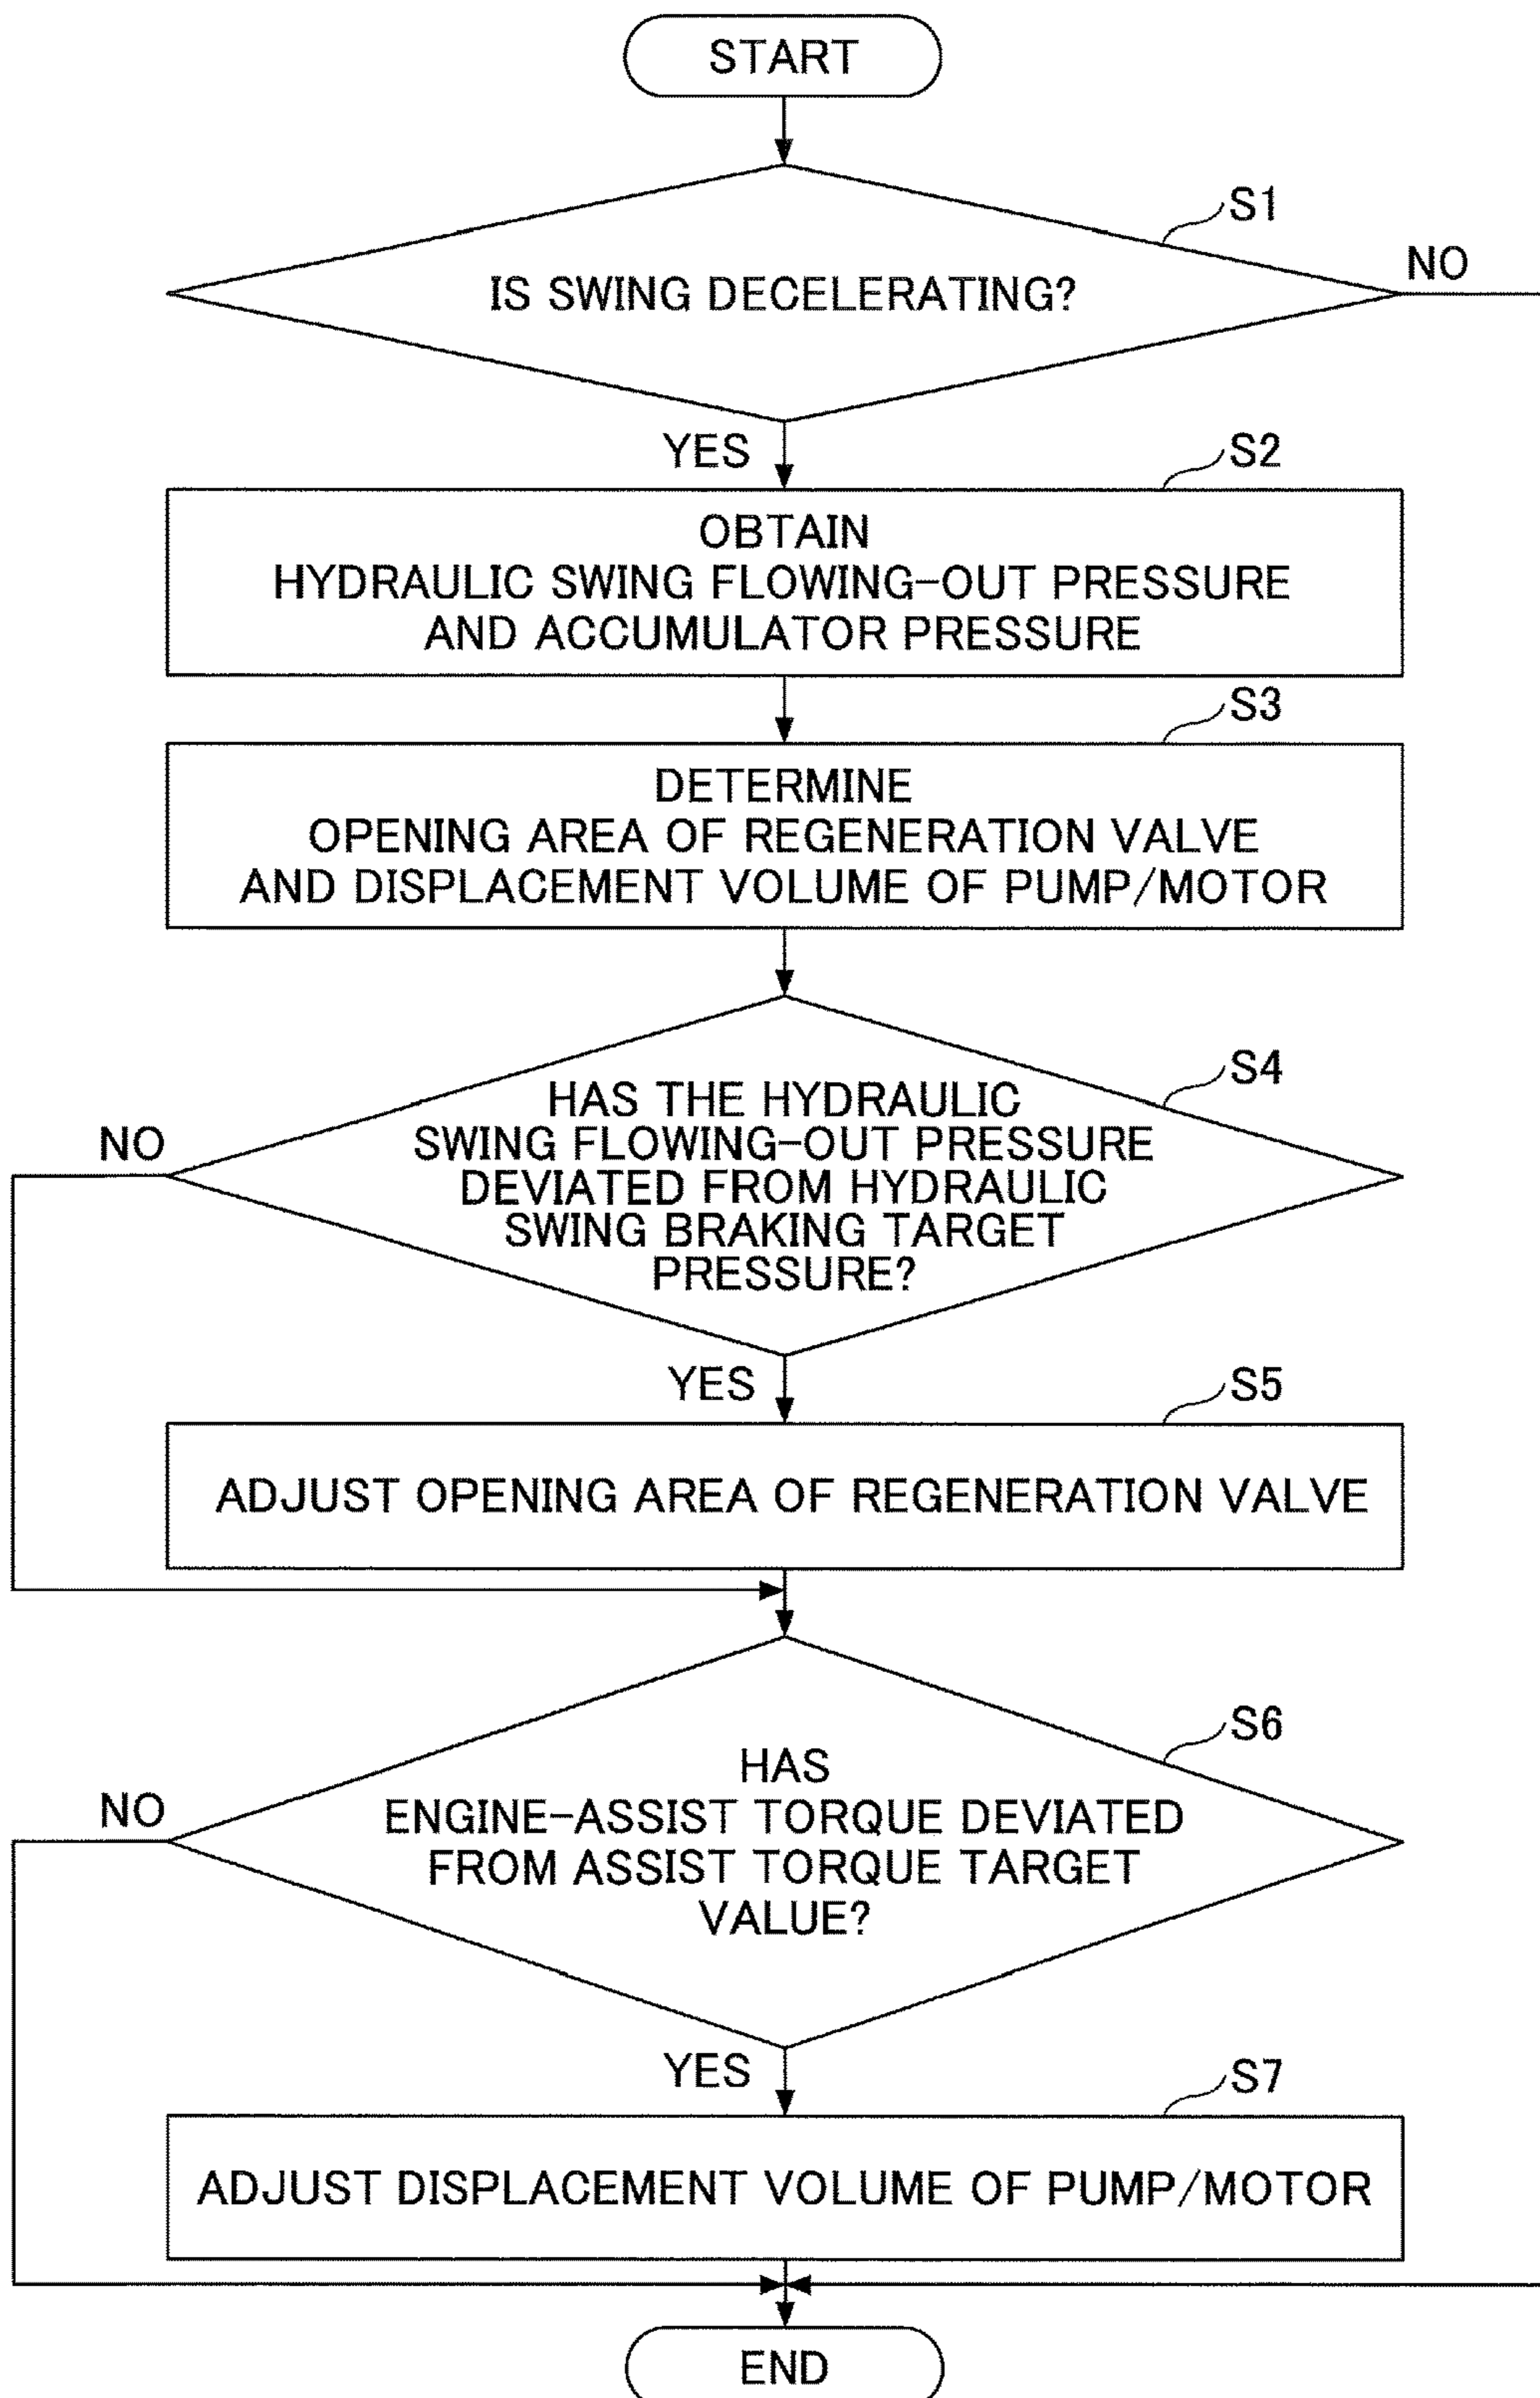 START
S1
NO
IS SWING DECELERATING?
YES
S2
OBTAIN
HYDRAULIC SWING FLOWING-OUT PRESSURE
AND ACCUMULATOR PRESSURE
S3
DETERMINE
OPENING AREA OF REGENERATION VALVE
AND DISPLACEMENT VOLUME OF PUMP/MOTOR
S4
NO
HAS THE HYDRAULIC
SWING FLOWING-OUT PRESSURE
DEVIATED FROM HYDRAULIC
SWING BRAKING TARGET
PRESSURE?
YES
S5
ADJUST OPENING AREA OF REGENERATION VALVE
S6
NO
HAS
ENGINE-ASSIST TORQUE DEVIATED
FROM ASSIST TORQUE TARGET
VALUE?
YES
S7
ADJUST DISPLACEMENT VOLUME OF PUMP/MOTOR
END